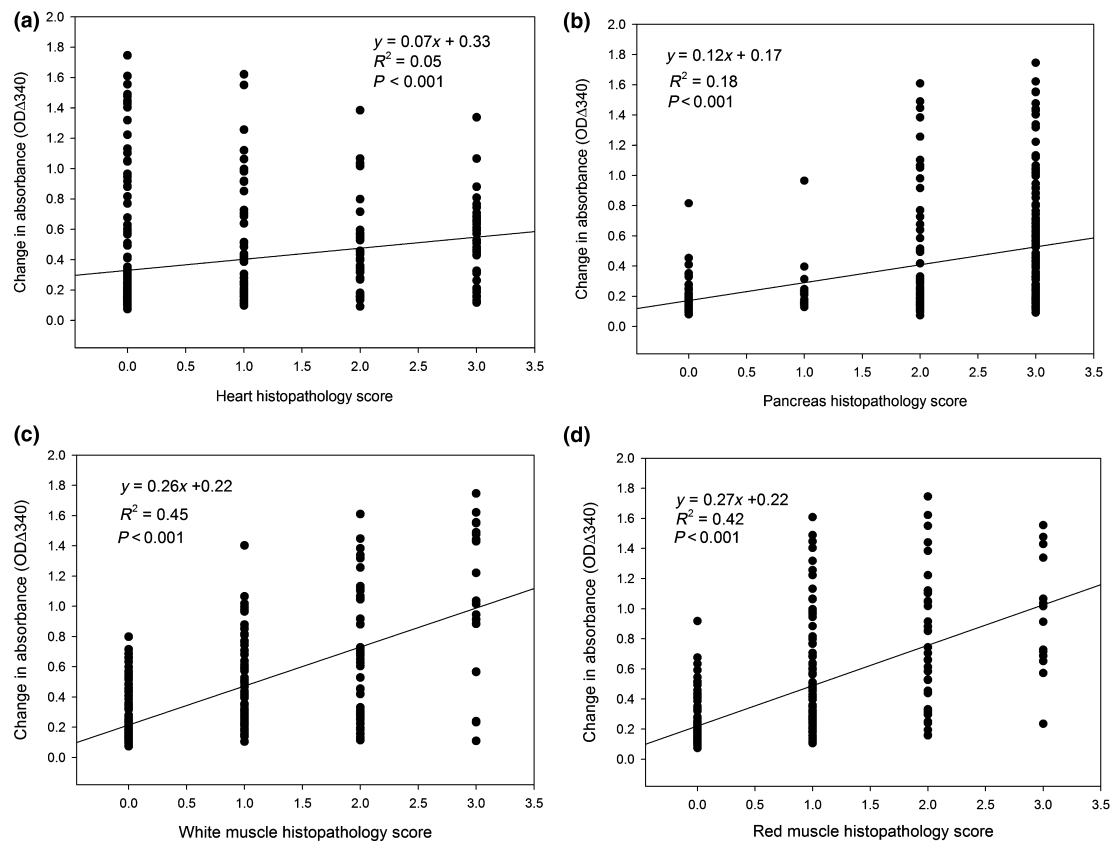 (a)
2.0
1.8
1.6
1.4
1.2
1.0
0.8
0.6
0.4
0.2
0.0
Change in absorbance (ODΔ340)
y = 0.07x + 0.33
R² = 0.05
P < 0.001
0.0 0.5 1.0 1.5 2.0 2.5 3.0 3.5
Heart histopathology score
(b)
2.0
1.8
1.6
1.4
1.2
1.0
0.8
0.6
0.4
0.2
0.0
Change in absorbance (ODΔ340)
y = 0.12x + 0.17
R² = 0.18
P < 0.001
0.0 0.5 1.0 1.5 2.0 2.5 3.0 3.5
Pancreas histopathology score
(c)
2.0
1.8
1.6
1.4
1.2
1.0
0.8
0.6
0.4
0.2
0.0
Change in absorbance (ODΔ340)
y = 0.26x +0.22
R² = 0.45
P < 0.001
0.0 0.5 1.0 1.5 2.0 2.5 3.0 3.5
White muscle histopathology score
(d)
2.0
1.8
1.6
1.4
1.2
1.0
0.8
0.6
0.4
0.2
0.0
Change in absorbance (ODΔ340)
y = 0.27x +0.22
R² = 0.42
P < 0.001
0.0 0.5 1.0 1.5 2.0 2.5 3.0 3.5
Red muscle histopathology score